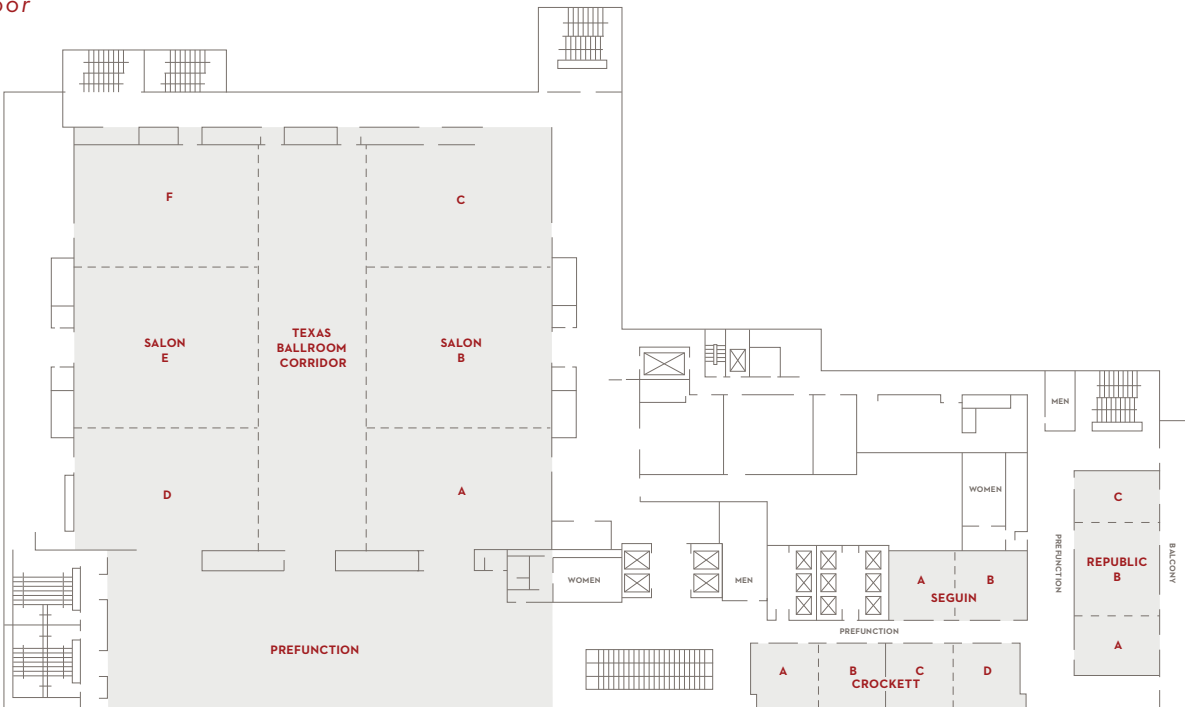 F
C
SALON
E
TEXAS
BALLROOM
CORRIDOR
SALON
B
D
A
PREFUNCTION
WOMEN
MEN
MEN
WOMEN
A
B
SEGUIN
PREFUNCTION
A
B
C
D
CROCKETT
PREFUNCTION
C
REPUBLIC
B
A
BALCONY